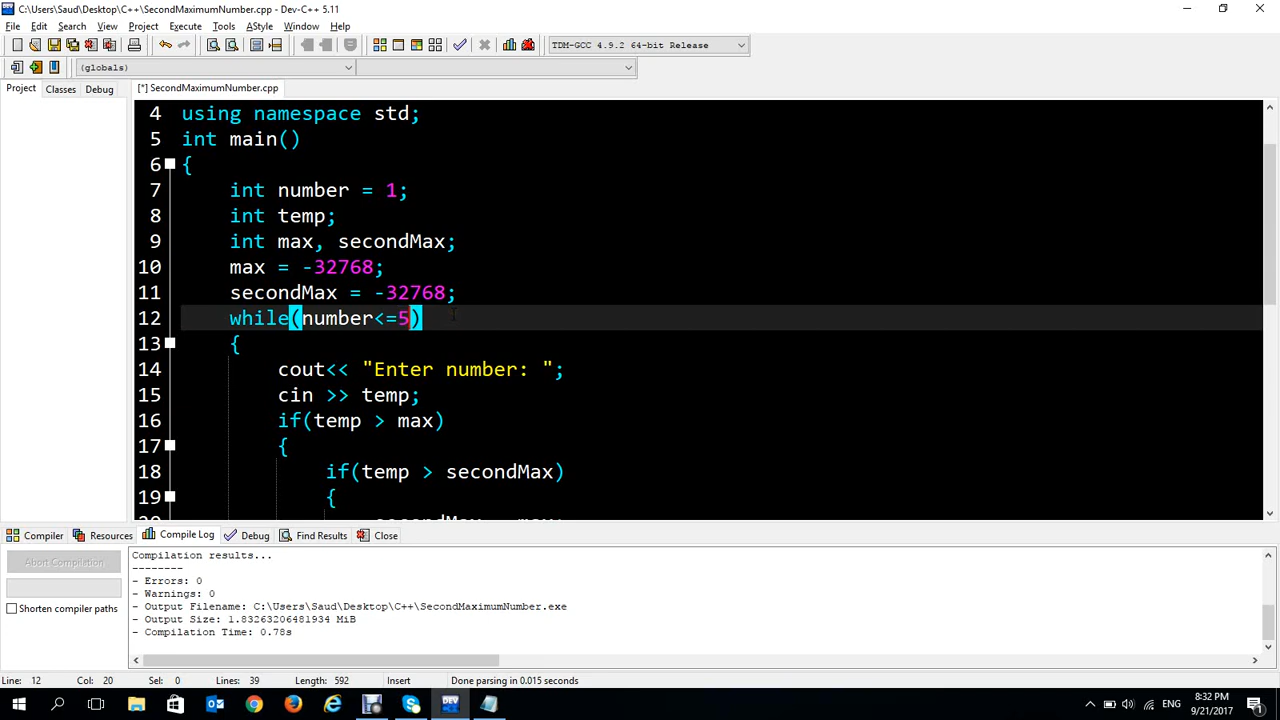 C:\Users\Saud\Desktop\C++\SecondMaximumNumber.cpp - Dev-C++ 5.11
File Edit Search View Project Execute Tools AStyle Window Help
TDM-GCC 4.9.2 64-bit Release
(globals)
Project Classes Debug [*] SecondMaximumNumber.cpp
4 using namespace std;
5 int main()
6 {
7 int number = 1;
8 int temp;
9 int max, secondMax;
10 max = -32768;
11 secondMax = -32768;
12 while(number<=5)
13 {
14 cout<< "Enter number: ";
15 cin >> temp;
16 if(temp > max)
17 {
18 if(temp > secondMax)
19 {
20 secondMax = max;
Compiler Resources Compile Log Debug Find Results Close
Abort Compilation
Shorten compiler paths
Compilation results...
--------
- Errors: 0
- Warnings: 0
- Output Filename: C:\Users\Saud\Desktop\C++\SecondMaximumNumber.exe
- Output Size: 1.83263206481934 MiB
- Compilation Time: 0.78s
Line: 12 Col: 20 Sel: 0 Lines: 39 Length: 592 Insert Done parsing in 0.015 seconds
ENG 8:32 PM
9/21/2017